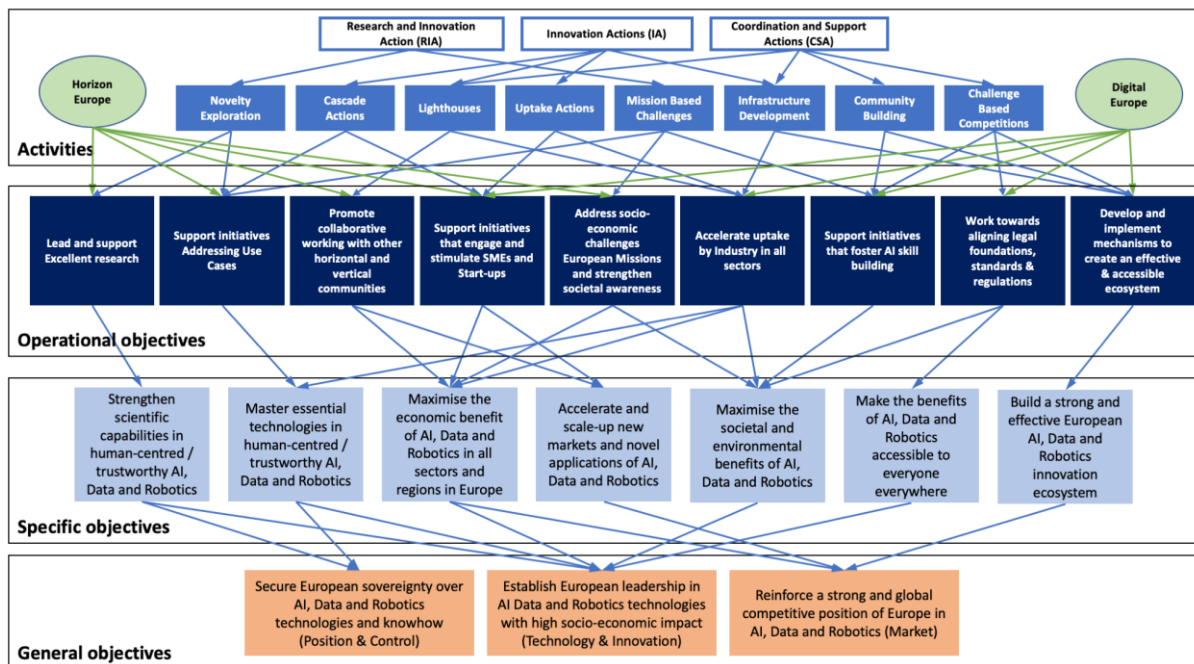 Research and Innovation
Action (RIA)
Innovation Actions (IA)
Coordination and Support
Actions (CSA)
Horizon
Europe
Digital
Europe
Novelty
Exploration
Cascade
Actions
Lighthouses
Uptake Actions
Mission Based
Challenges
Infrastructure
Development
Community
Building
Challenge
Based
Competitions
Activities
Lead and support
Excellent research
Support initiatives
Addressing Use
Cases
Promote
collaborative
working with other
horizontal and
vertical
communities
Support initiatives
that engage and
stimulate SMEs and
Start-ups
Address socio-
economic
challenges
European Missions
and strengthen
societal awareness
Accelerate uptake
by Industry in all
sectors
Support initiatives
that foster AI skill
building
Work towards
aligning legal
foundations,
standards &
regulations
Develop and
implement
mechanisms to
create an effective
& accessible
ecosystem
Operational objectives
Strengthen
scientific
capabilities in
human-centred /
trustworthy AI,
Data and Robotics
Master essential
technologies in
human-centred /
trustworthy AI,
Data and Robotics
Maximise the
economic benefit
of AI, Data and
Robotics in all
sectors and
regions in Europe
Accelerate and
scale-up new
markets and novel
applications of AI,
Data and Robotics
Maximise the
societal and
environmental
benefits of AI,
Data and Robotics
Make the benefits
of AI, Data and
Robotics
accessible to
everyone
everywhere
Build a strong and
effective European
AI, Data and
Robotics
innovation
ecosystem
Specific objectives
Secure European sovereignty over
AI, Data and Robotics
technologies and knowhow
(Position & Control)
Establish European leadership in
AI Data and Robotics technologies
with high socio-economic impact
(Technology & Innovation)
Reinforce a strong and global
competitive position of Europe in
AI, Data and Robotics (Market)
General objectives